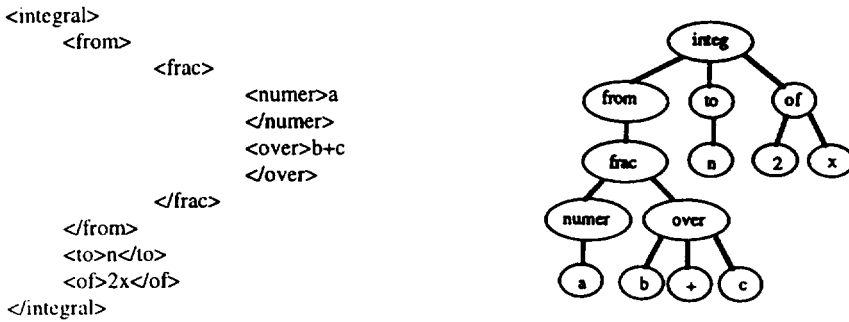 <integral>
<from>
<frac>
<numer>a
</numer>
<over>b+c
</over>
</frac>
</from>
<to>n</to>
<of>2x</of>
</integral>
integ
from to of
frac n 2 x
numer over
a b + c